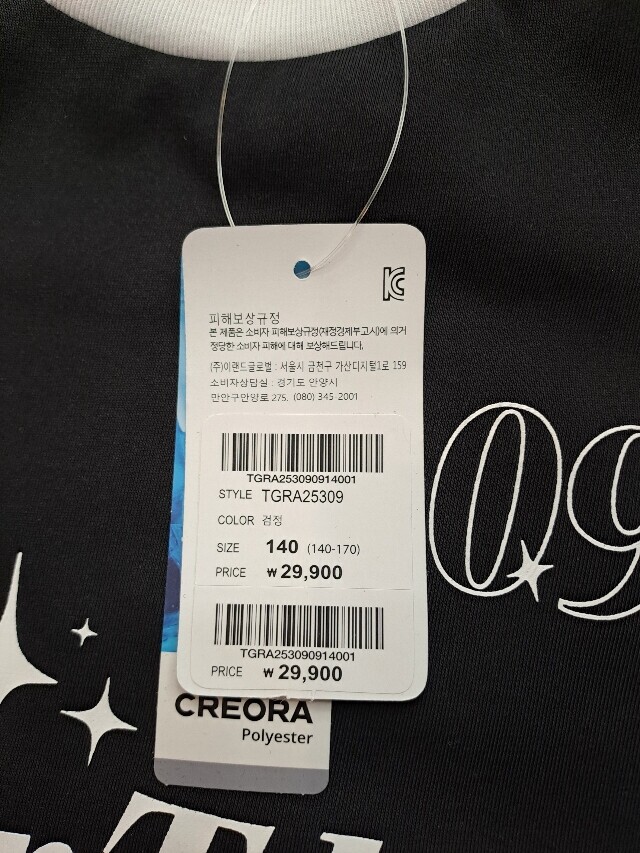 피해보상규정
본 제품은 소비자 피해보상규정(재정경제부고시)에 의거
정당한 소비자 피해에 대해 보상해드립니다.
(주)이랜드글로벌 : 서울시 금천구 가산디지털1로 159
소비자상담실 : 경기도 안양시
만안구만안양로 275. (080) 345-2001
TGRA253090914001
STYLE TGRA25309
COLOR 검정
SIZE 140 (140-170)
PRICE ₩29,900
TGRA253090914001
PRICE ₩29,900
CREORA
Polyester
09